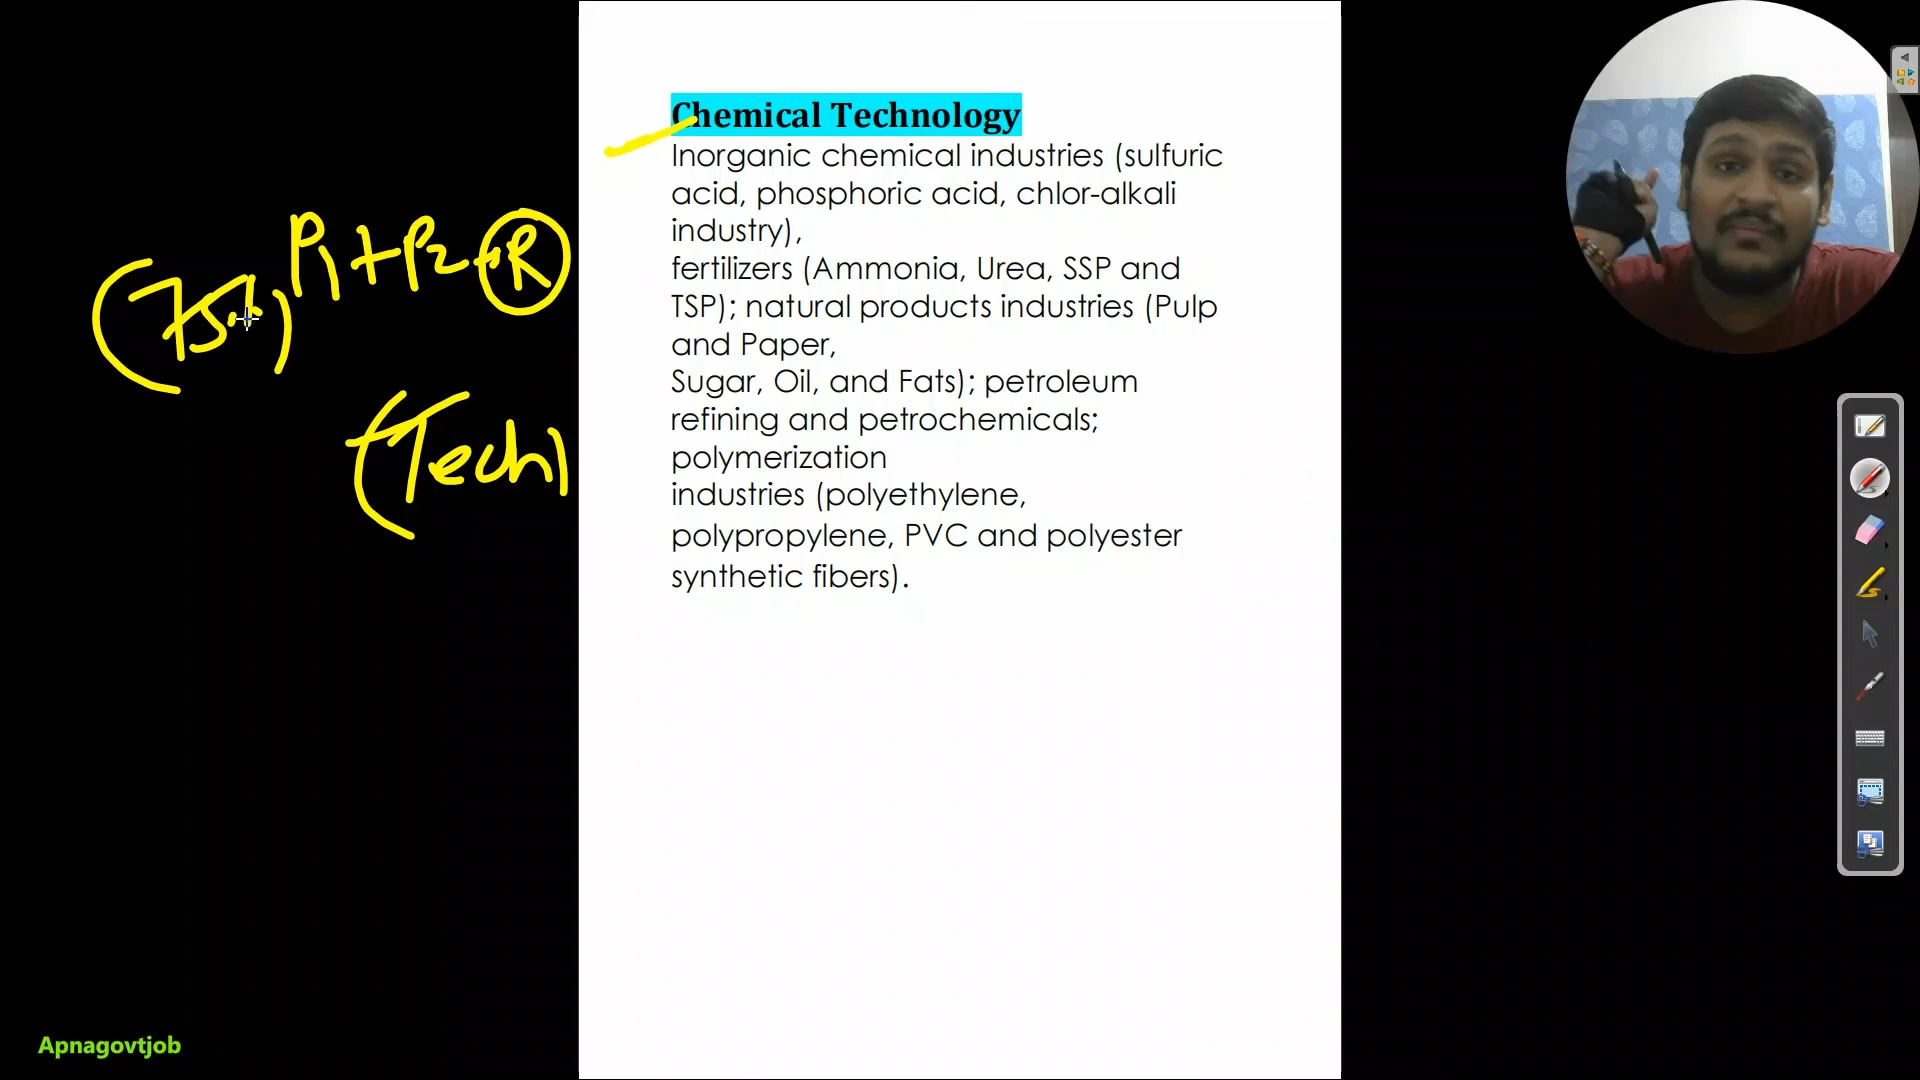 Chemical Technology
Inorganic chemical industries (sulfuric
acid, phosphoric acid, chlor-alkali
industry),
fertilizers (Ammonia, Urea, SSP and
TSP); natural products industries (Pulp
and Paper,
Sugar, Oil, and Fats); petroleum
refining and petrochemicals;
polymerization
industries (polyethylene,
polypropylene, PVC and polyester
synthetic fibers).
P1+P2
(Tech)
Apnagovtjob